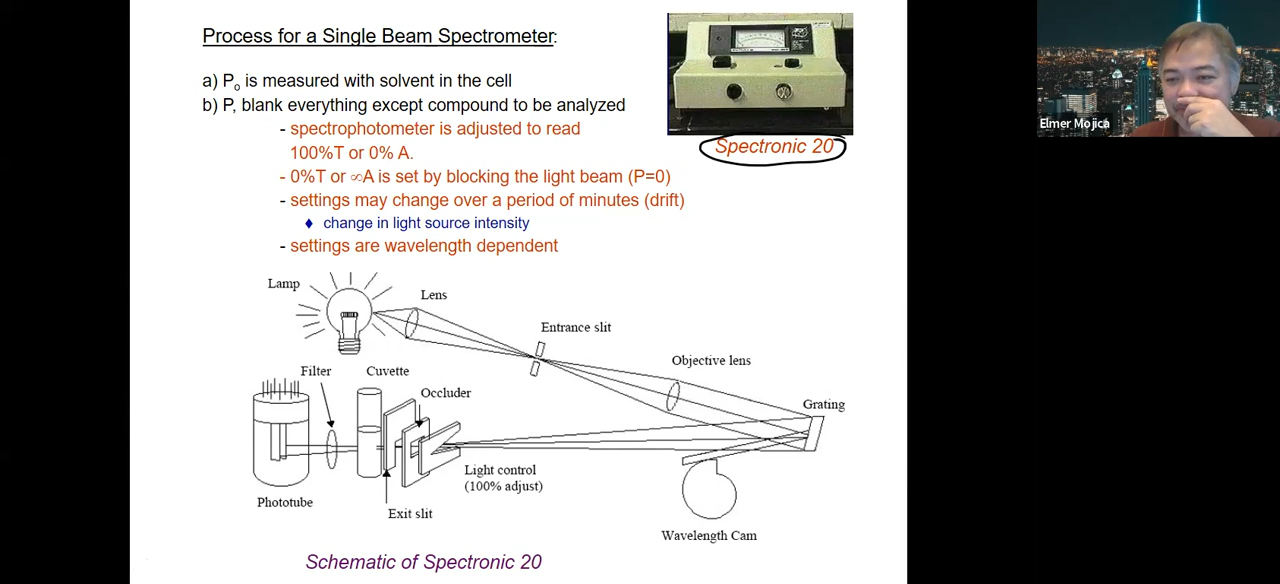 Process for a Single Beam Spectrometer:
a) Po is measured with solvent in the cell
b) P, blank everything except compound to be analyzed
- spectrophotometer is adjusted to read
100%T or 0% A.
- 0%T or ∞A is set by blocking the light beam (P=0)
- settings may change over a period of minutes (drift)
♦ change in light source intensity
- settings are wavelength dependent
Spectronic 20
Elmer Mojica
Lamp
Lens
Entrance slit
Objective lens
Grating
Filter
Cuvette
Occluder
Light control
(100% adjust)
Phototube
Exit slit
Wavelength Cam
Schematic of Spectronic 20